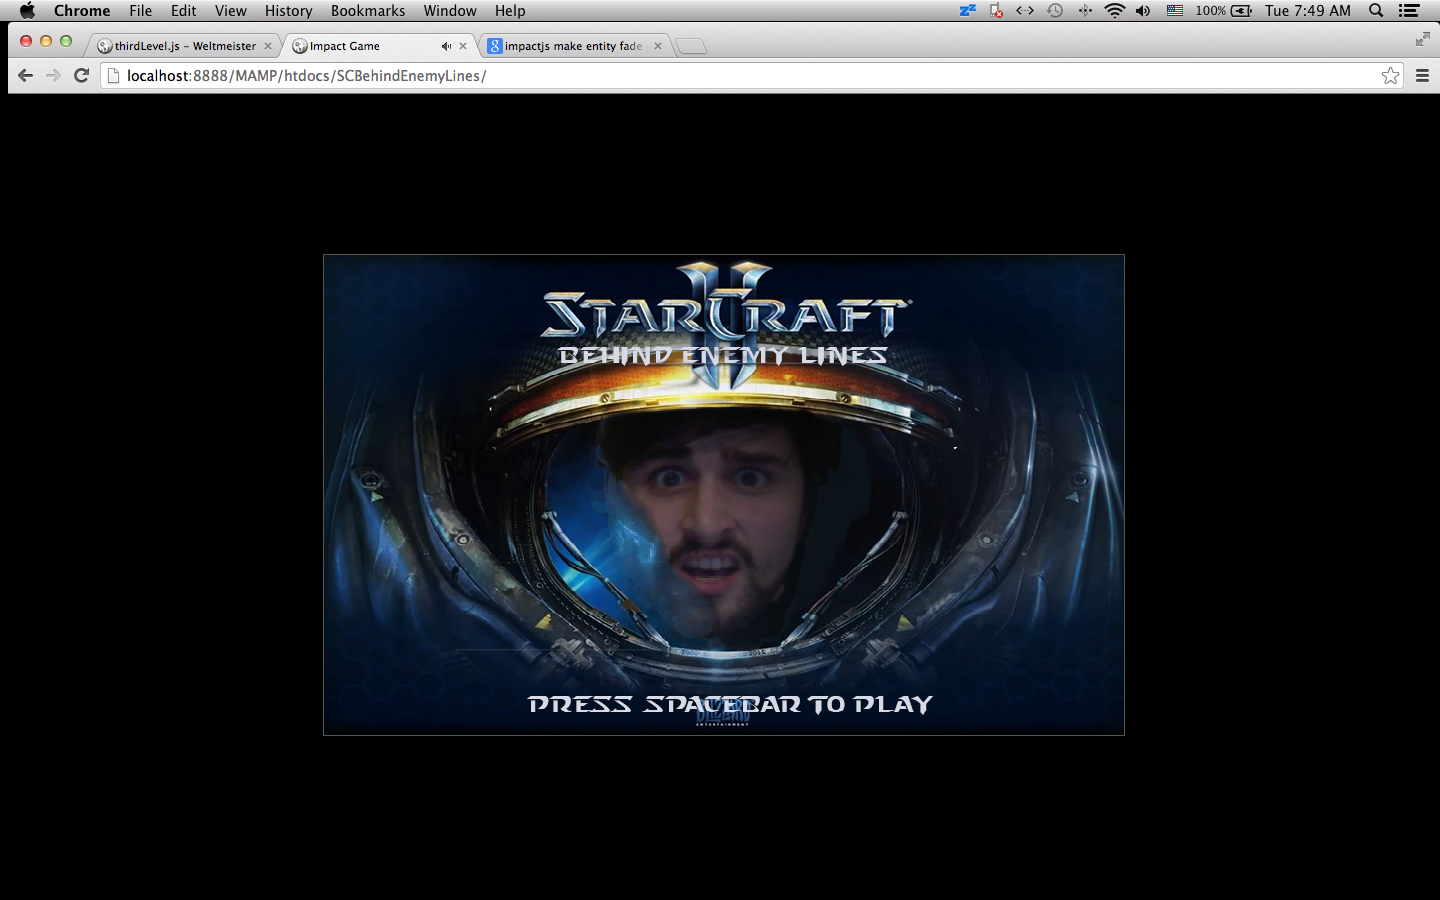 Chrome File Edit View History Bookmarks Window Help 100% Tue 7:49 AM
thirdLevel.js – Weltmeister Impact Game impactjs make entity fade
localhost:8888/MAMP/htdocs/SCBehindEnemyLines/
II
STARCRAFT
BEHIND ENEMY LINES
PRESS SPACEBAR TO PLAY
BLIZZARD
ENTERTAINMENT